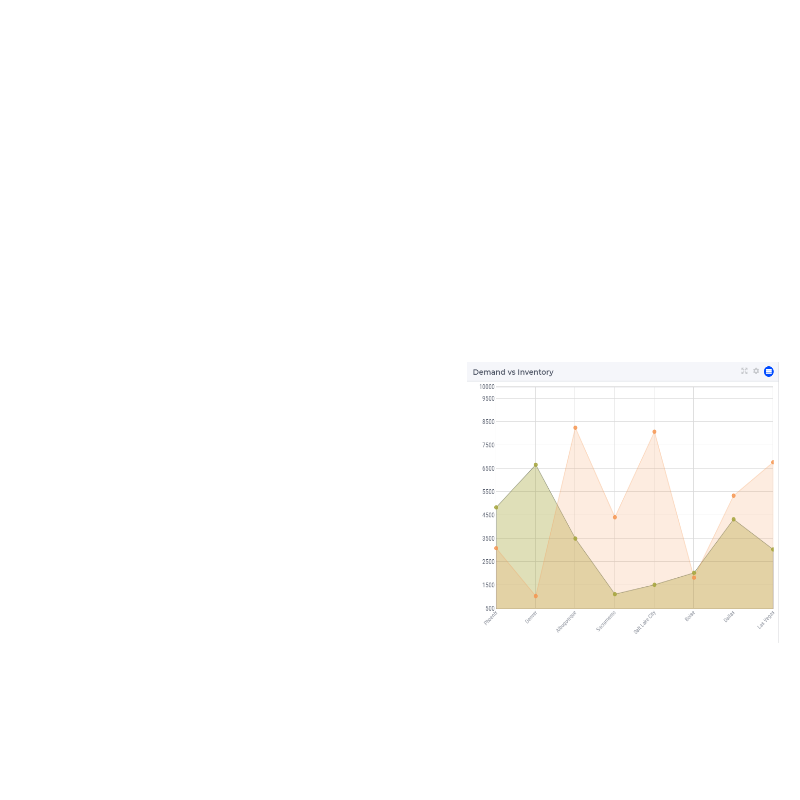 Demand vs Inventory
10000
9500
8500
7500
6500
5500
4500
3500
2500
1500
500
Phoenix
Denver
Albuquerque
Sacramento
Salt Lake City
Boise
Dallas
Las Vegas